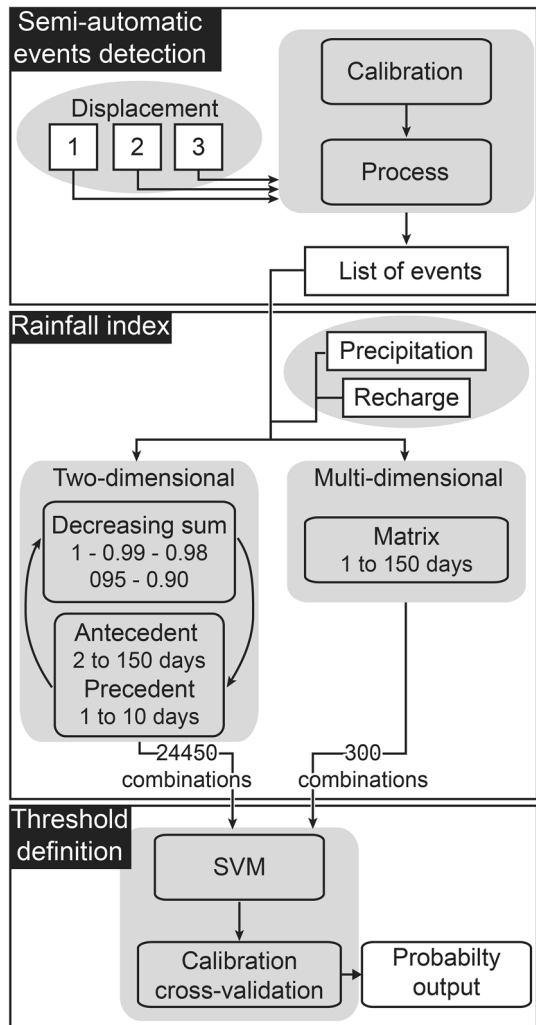 Semi-automatic
events detection
Calibration
Displacement
1 2 3
Process
List of events
Rainfall index
Precipitation
Recharge
Two-dimensional
Multi-dimensional
Decreasing sum
1 - 0.99 - 0.98
095 - 0.90
Matrix
1 to 150 days
Antecedent
2 to 150 days
Precedent
1 to 10 days
24450
combinations
300
combinations
Threshold
definition
SVM
Calibration
cross-validation
Probabilty
output